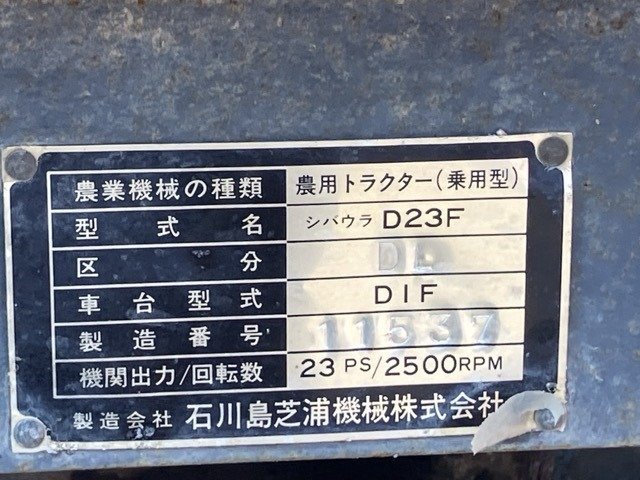 農業機械の種類 農用トラクター(乗用型)
型式名 シバウラ D23F
区分 DL
車台型式 D1F
製造番号 11537
機関出力/回転数 23 PS/2500RPM
製造会社 石川島芝浦機械株式会社